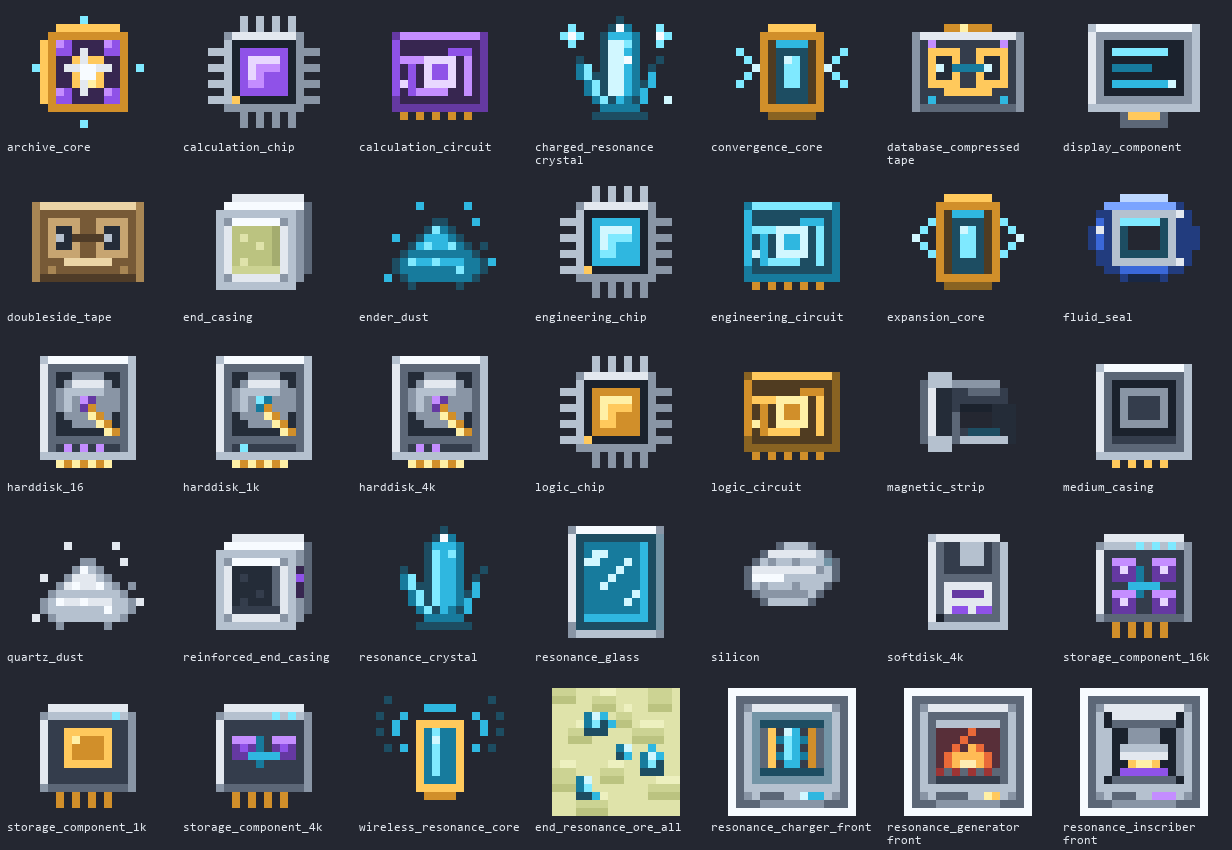 archive_core
calculation_chip
calculation_circuit
charged_resonance
crystal
convergence_core
database_compressed
tape
display_component
doubleside_tape
end_casing
ender_dust
engineering_chip
engineering_circuit
expansion_core
fluid_seal
harddisk_16
harddisk_1k
harddisk_4k
logic_chip
logic_circuit
magnetic_strip
medium_casing
quartz_dust
reinforced_end_casing
resonance_crystal
resonance_glass
silicon
softdisk_4k
storage_component_16k
storage_component_1k
storage_component_4k
wireless_resonance_core
end_resonance_ore_all
resonance_charger_front
resonance_generator
front
resonance_inscriber
front